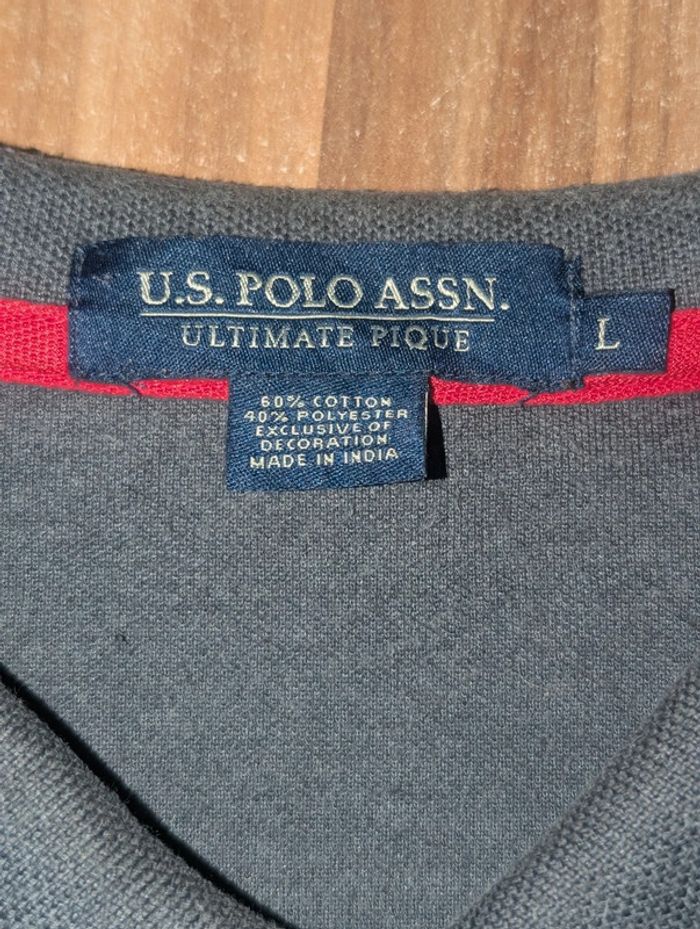 U.S. POLO ASSN.
ULTIMATE PIQUE
L
60% COTTON
40% POLYESTER
EXCLUSIVE OF
DECORATION
MADE IN INDIA